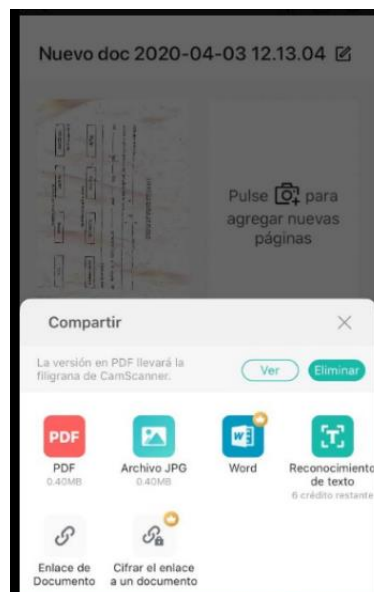 Nuevo doc 2020-04-03 12.13.04
Pulse para
agregar nuevas
páginas
Compartir
La versión en PDF llevará la
filigrana de CamScanner.
Ver
Eliminar
PDF
W
T
PDF
Archivo JPG
Word
Reconocimiento
de texto
0.40MB
0.40MB
6 crédito restante
Enlace de
Documento
Cifrar el enlace
a un documento